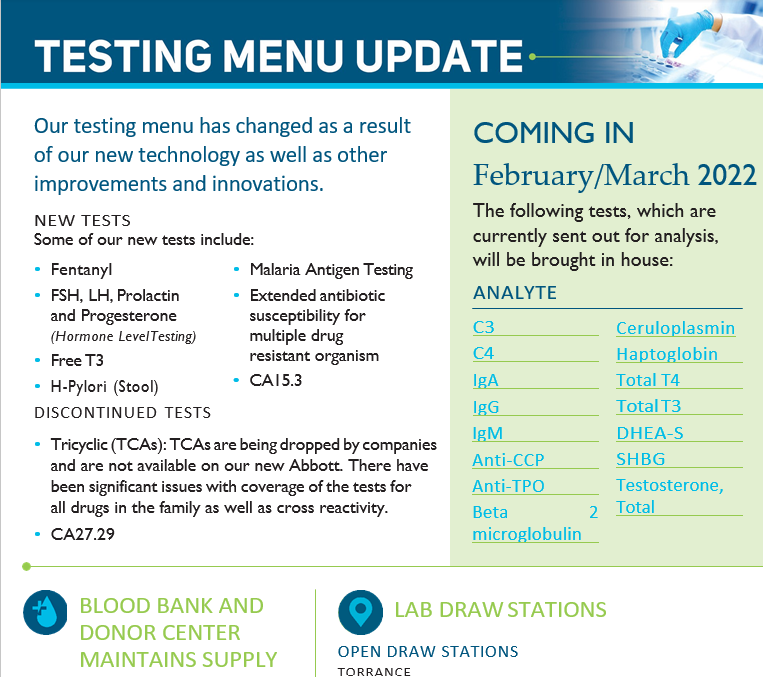 TESTING MENU UPDATE
Our testing menu has changed as a result
of our new technology as well as other
improvements and innovations.
NEW TESTS
Some of our new tests include:
• Fentanyl
• FSH, LH, Prolactin
and Progesterone
(Hormone Level Testing)
• Free T3
• H-Pylori (Stool)
• Malaria Antigen Testing
• Extended antibiotic
susceptibility for
multiple drug
resistant organism
• CA15.3
DISCONTINUED TESTS
• Tricyclic (TCAs): TCAs are being dropped by companies
and are not available on our new Abbott. There have
been significant issues with coverage of the tests for
all drugs in the family as well as cross reactivity.
• CA27.29
COMING IN
February/March 2022
The following tests, which are
currently sent out for analysis,
will be brought in house:
ANALYTE
C3
C4
IgA
IgG
IgM
Anti-CCP
Anti-TPO
Beta 2
microglobulin
Ceruloplasmin
Haptoglobin
Total T4
Total T3
DHEA-S
SHBG
Testosterone,
Total
BLOOD BANK AND
DONOR CENTER
MAINTAINS SUPPLY
LAB DRAW STATIONS
OPEN DRAW STATIONS
TORRANCE